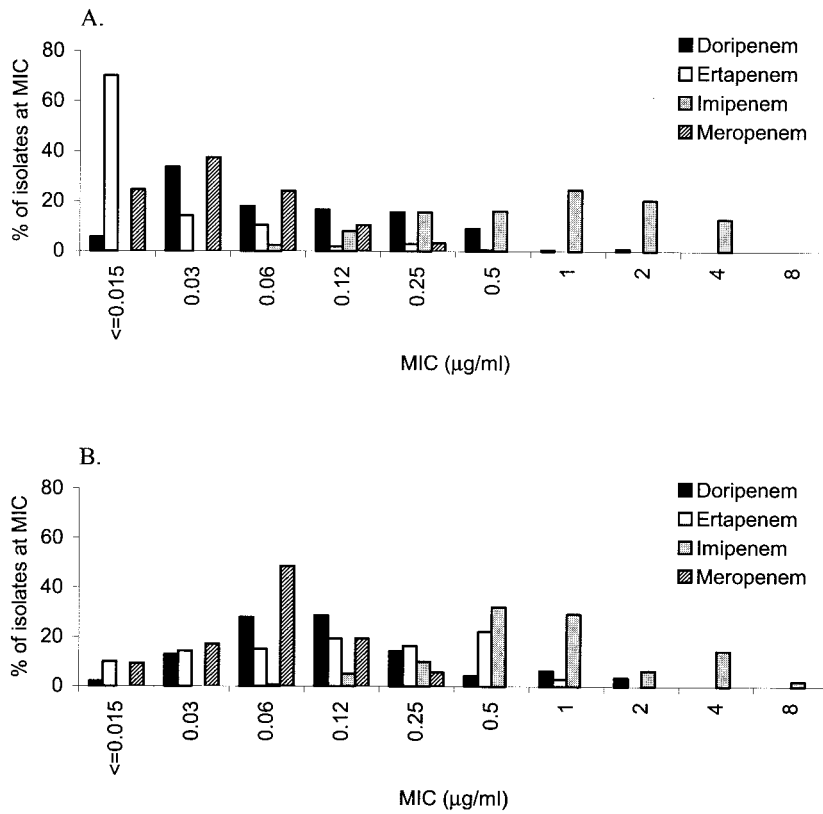 A.
80
60
40
20
0
% of isolates at MIC
Doripenem
Ertapenem
Imipenem
Meropenem
<=0.015 0.03 0.06 0.12 0.25 0.5 1 2 4 8
MIC (µg/ml)
B.
80
60
40
20
0
% of isolates at MIC
Doripenem
Ertapenem
Imipenem
Meropenem
<=0.015 0.03 0.06 0.12 0.25 0.5 1 2 4 8
MIC (µg/ml)